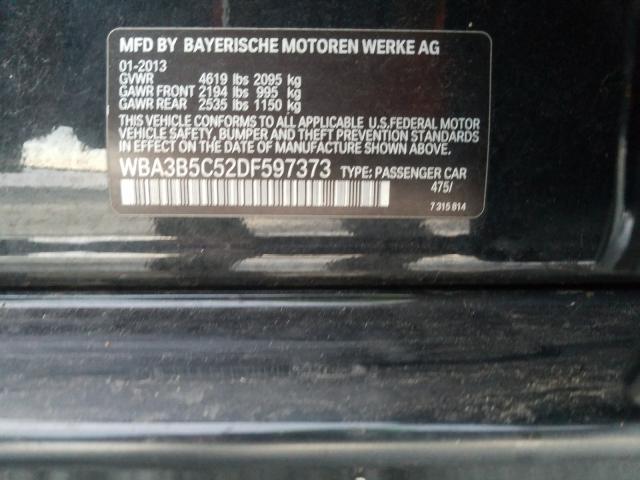 MFD BY BAYERISCHE MOTOREN WERKE AG
01-2013
GVWR 4619 lbs 2095 kg
GAWR FRONT 2194 lbs 995 kg
GAWR REAR 2535 lbs 1150 kg
THIS VEHICLE CONFORMS TO ALL APPLICABLE U.S.FEDERAL MOTOR
VEHICLE SAFETY, BUMPER AND THEFT PREVENTION STANDARDS
IN EFFECT ON THE DATE OF MANUFACTURE SHOWN ABOVE.
WBA3B5C52DF597373 TYPE: PASSENGER CAR
475/
7 315 814